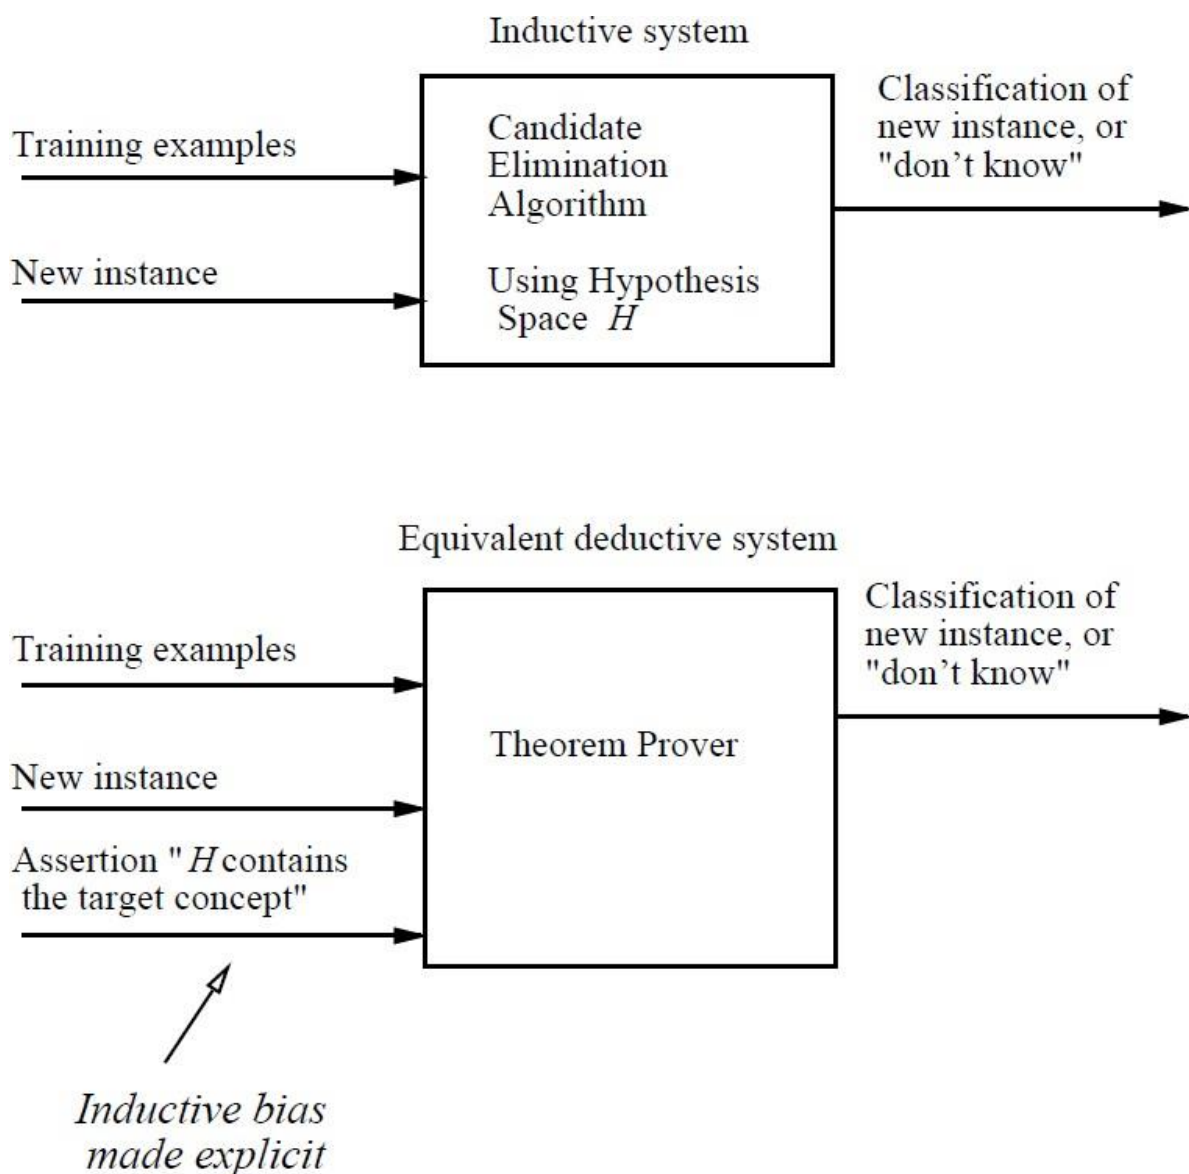 Inductive system
Training examples
New instance
Candidate
Elimination
Algorithm
Using Hypothesis
Space H
Classification of
new instance, or
"don't know"
Equivalent deductive system
Training examples
New instance
Assertion " H contains
the target concept"
Theorem Prover
Classification of
new instance, or
"don't know"
Inductive bias
made explicit